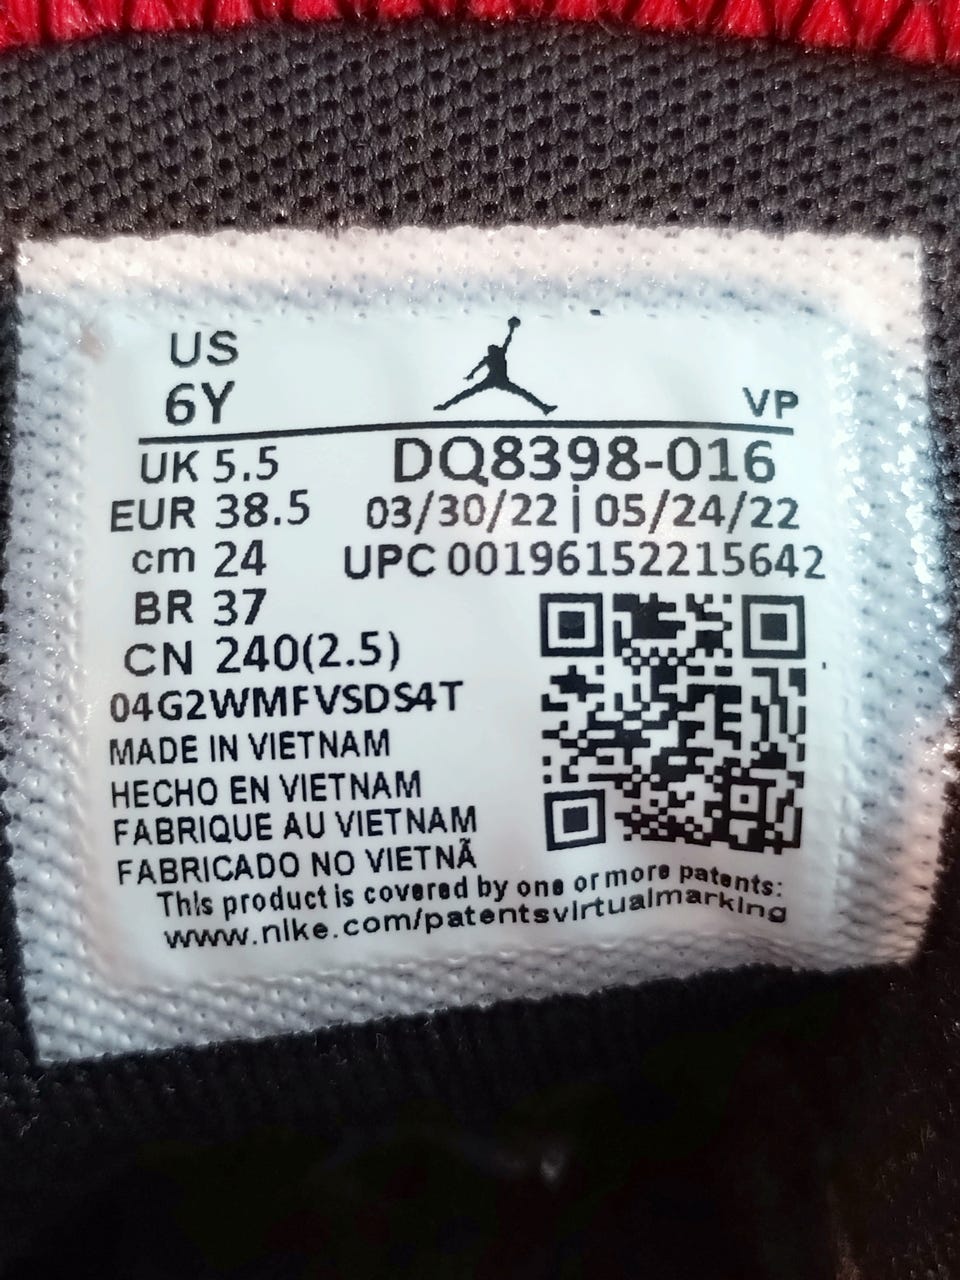 US
6Y
VP
UK 5.5
DQ8398-016
EUR 38.5
03/30/22 | 05/24/22
cm 24
UPC 00196152215642
BR 37
CN 240(2.5)
04G2WMFVSDS4T
MADE IN VIETNAM
HECHO EN VIETNAM
FABRIQUE AU VIETNAM
FABRICADO NO VIETNÃ
This product is covered by one or more patents:
www.nike.com/patentsvirtualmarking